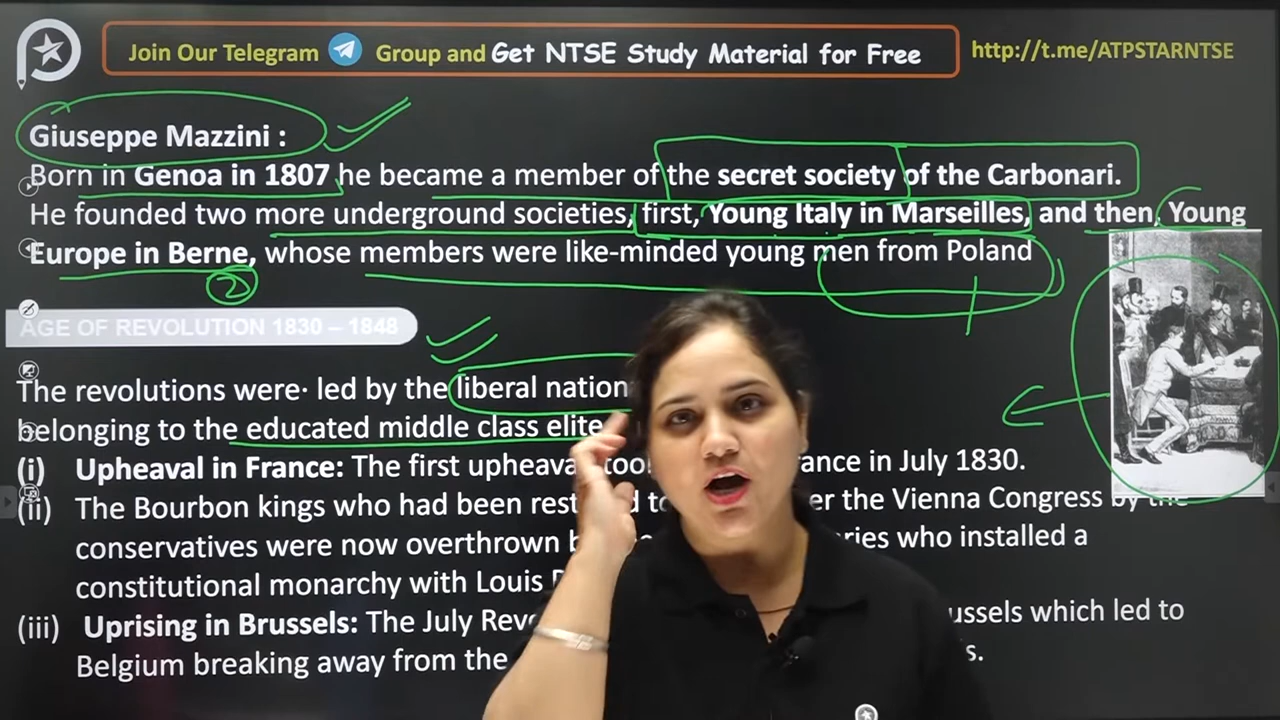 Join Our Telegram Group and Get NTSE Study Material for Free
http://t.me/ATPSTARNTSE
Giuseppe Mazzini :
Born in Genoa in 1807 he became a member of the secret society of the Carbonari.
He founded two more underground societies, first, Young Italy in Marseilles, and then, Young
Europe in Berne, whose members were like-minded young men from Poland
2
AGE OF REVOLUTION 1830 – 1848
The revolutions were· led by the liberal nation
belonging to the educated middle class elite
(i) Upheaval in France: The first upheava in July 1830.
(ii) The Bourbon kings who had been the Vienna Congress by the
conservatives were now overthrown who installed a
constitutional monarchy with Louis
(iii) Uprising in Brussels: The July which led to
Belgium breaking away from the